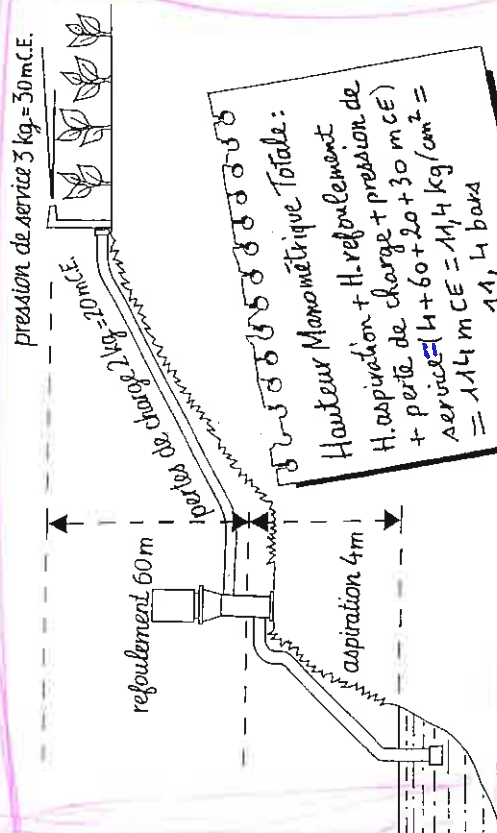 pression de service 3 kg = 30 m C.E.
pertes de charge 2 kg = 20 m C.E.
refoulement 60 m
aspiration 4 m
Hauteur Manométrique Totale :
H. aspiration + H. refoulement
+ perte de charge + pression de
service = (4 + 60 + 20 + 30 m CE)
= 114 m CE = 11,4 kg/cm² =
11,4 bars